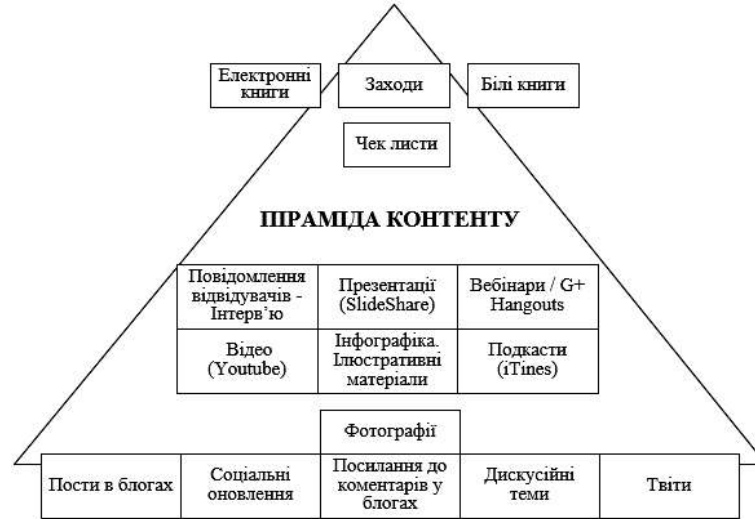 Електронні
книги
Заходи
Білі книги
Чек листи
ПІРАМІДА КОНТЕНТУ
Повідомлення
відвідувачів -
Інтерв’ю
Презентації
(SlideShare)
Вебінари / G+
Hangouts
Відео
(Youtube)
Інфографіка.
Ілюстративні
матеріали
Подкасти
(iTines)
Фотографії
Пости в блогах
Соціальні
оновлення
Посилання до
коментарів у
блогах
Дискусійні
теми
Твіти